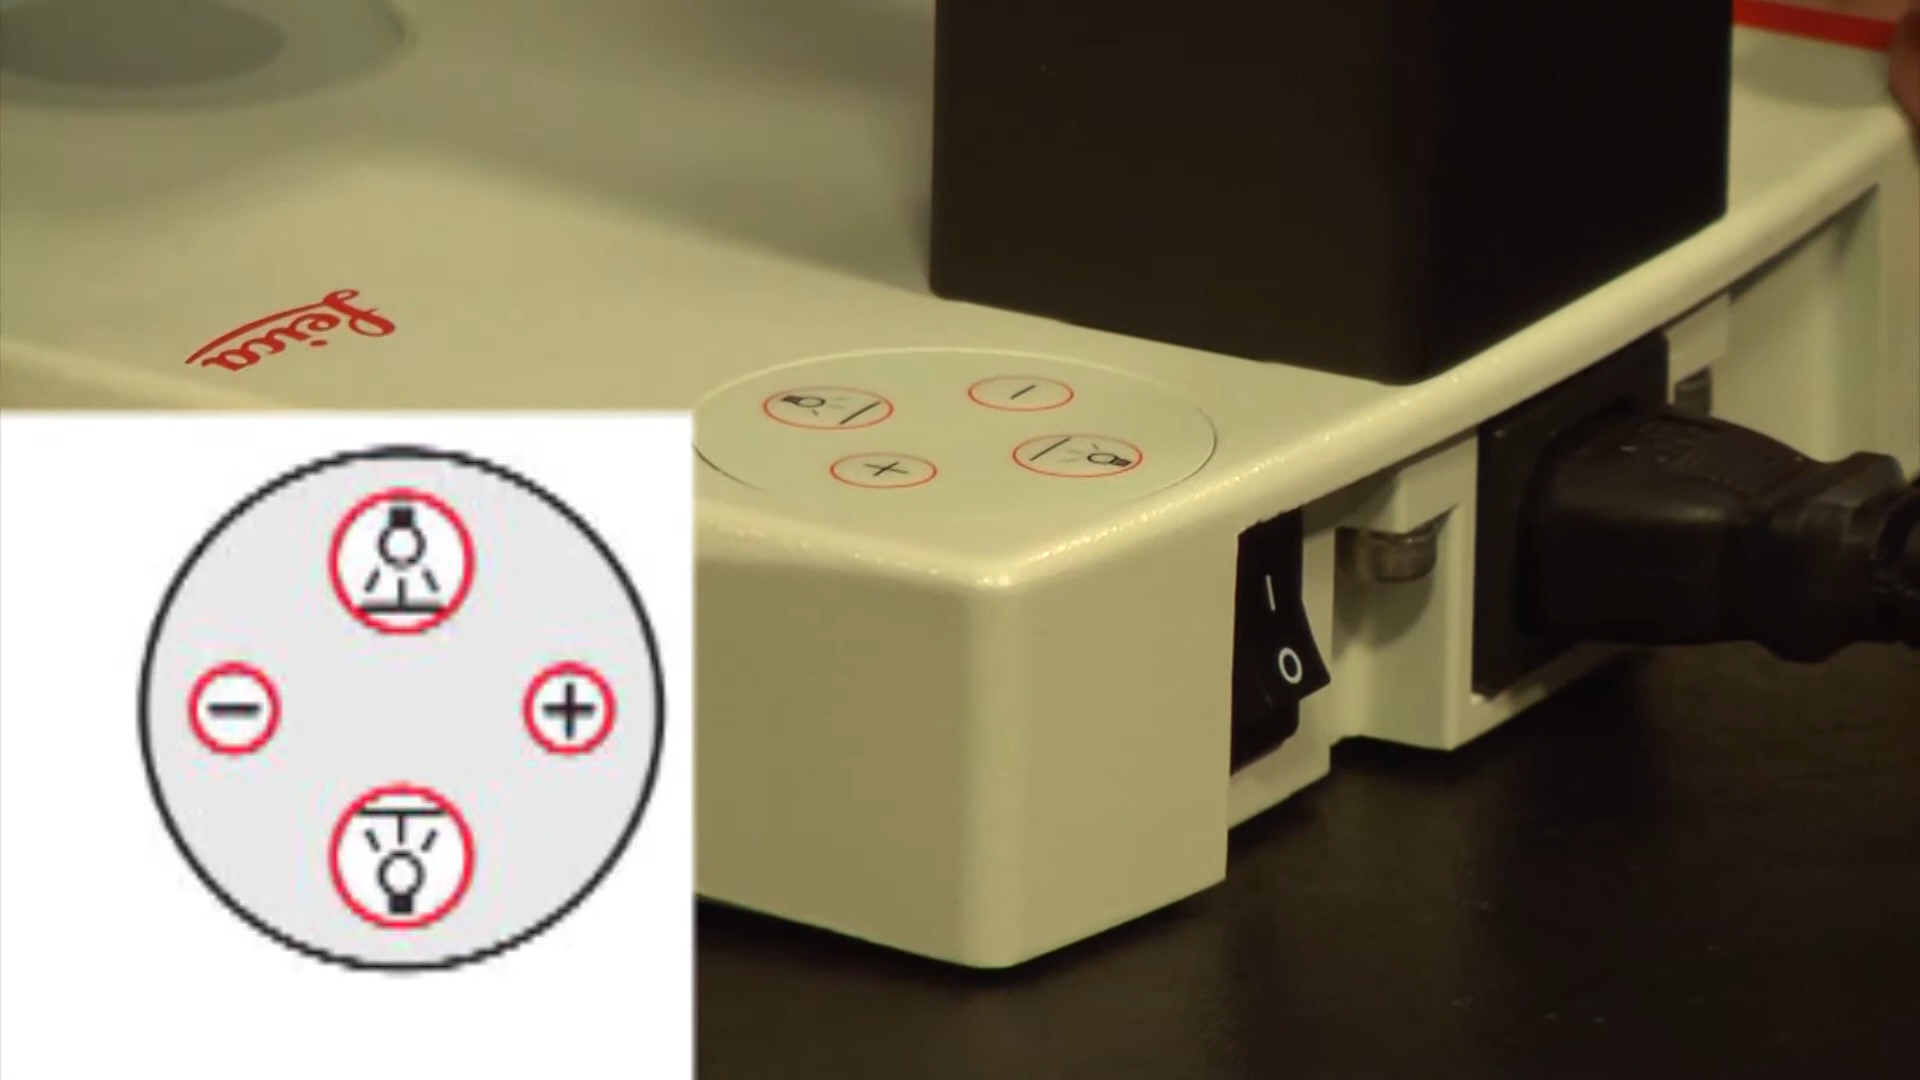 Leica
−
+
− +
| O